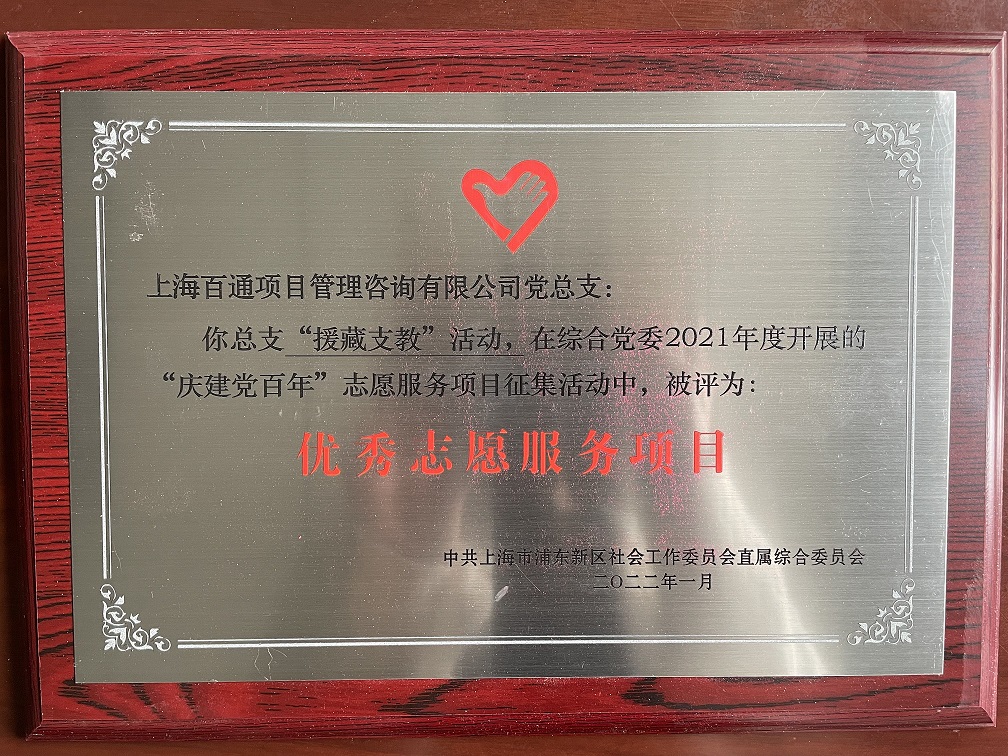 上海百通项目管理咨询有限公司党总支：
你总支“援藏支教”活动，在综合党委2021年度开展的
“庆建党百年”志愿服务项目征集活动中，被评为：
优秀志愿服务项目
中共上海市浦东新区社会工作委员会直属综合委员会
二〇二二年一月